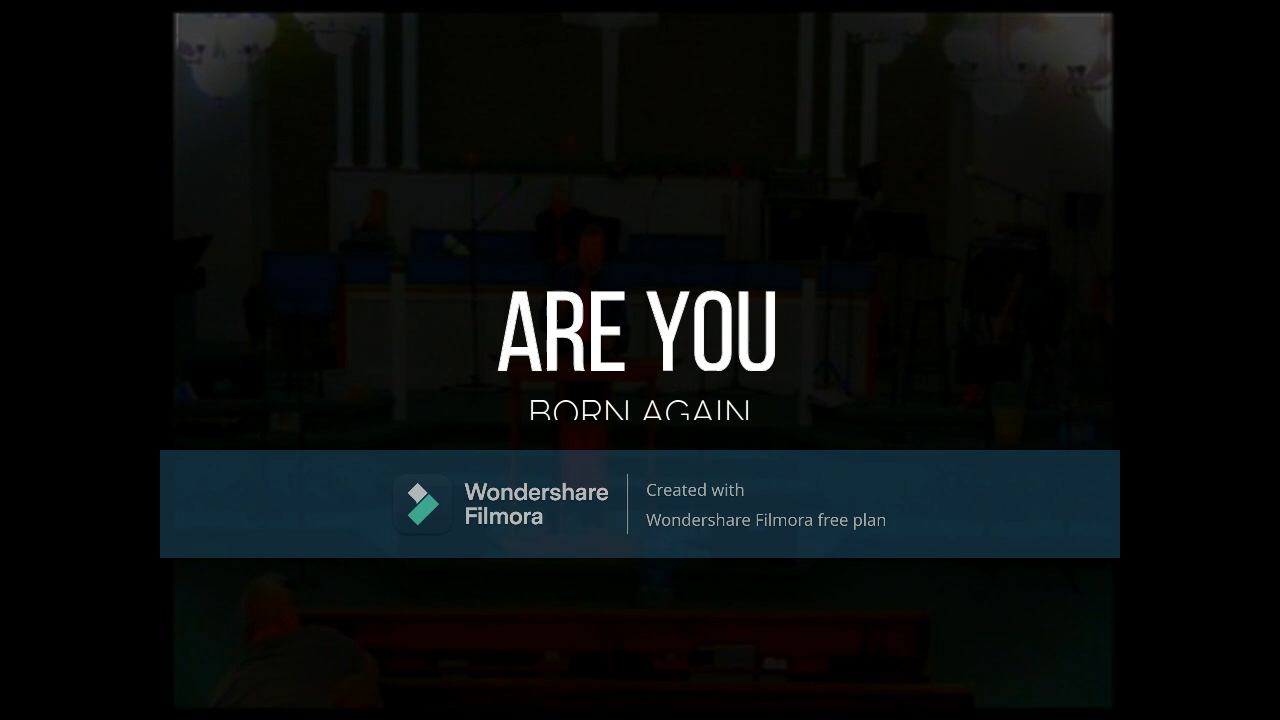 ARE YOU
BORN AGAIN
Wondershare
Filmora
Created with
Wondershare Filmora free plan